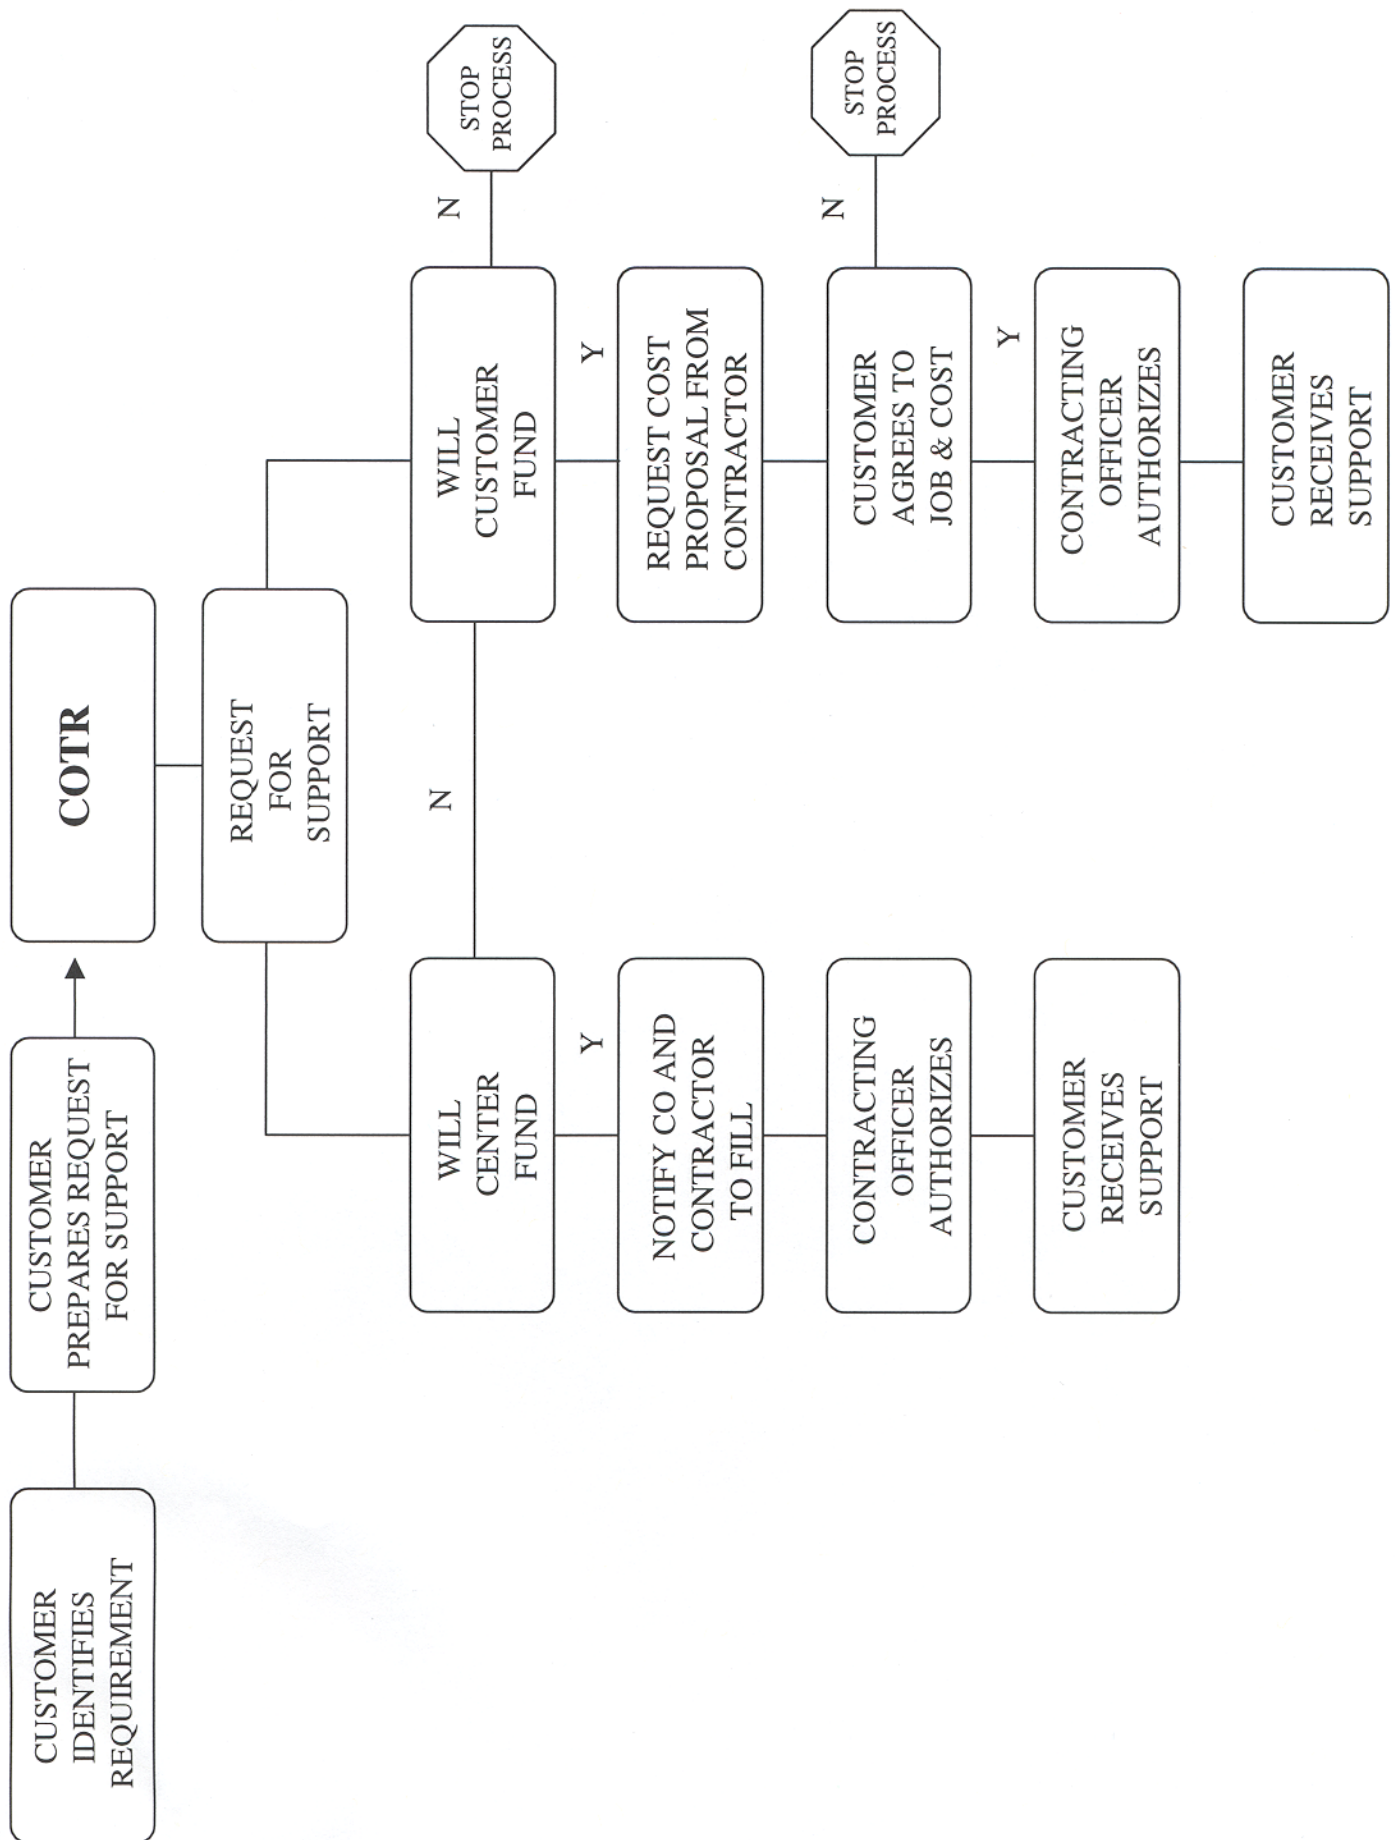 CUSTOMER
IDENTIFIES
REQUIREMENT
CUSTOMER
PREPARES REQUEST
FOR SUPPORT
COTR
REQUEST
FOR
SUPPORT
WILL
CENTER
FUND
N
WILL
CUSTOMER
FUND
N
STOP
PROCESS
Y
Y
NOTIFY CO AND
CONTRACTOR
TO FILL
REQUEST COST
PROPOSAL FROM
CONTRACTOR
CONTRACTING
OFFICER
AUTHORIZES
CUSTOMER
AGREES TO
JOB & COST
N
STOP
PROCESS
Y
CUSTOMER
RECEIVES
SUPPORT
CONTRACTING
OFFICER
AUTHORIZES
CUSTOMER
RECEIVES
SUPPORT